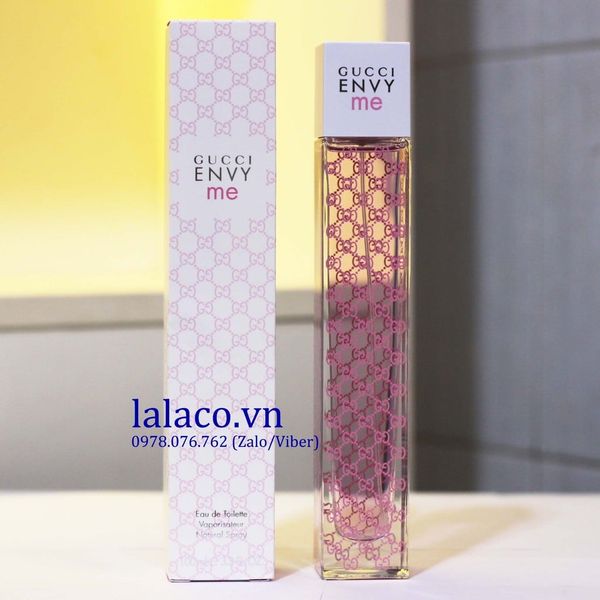 GUCCI
ENVY
me
GUCCI
ENVY
me
lalaco.vn
0978.076.762 (Zalo/Viber)
Eau de Toilette
Vaporisateur
Natural Spray